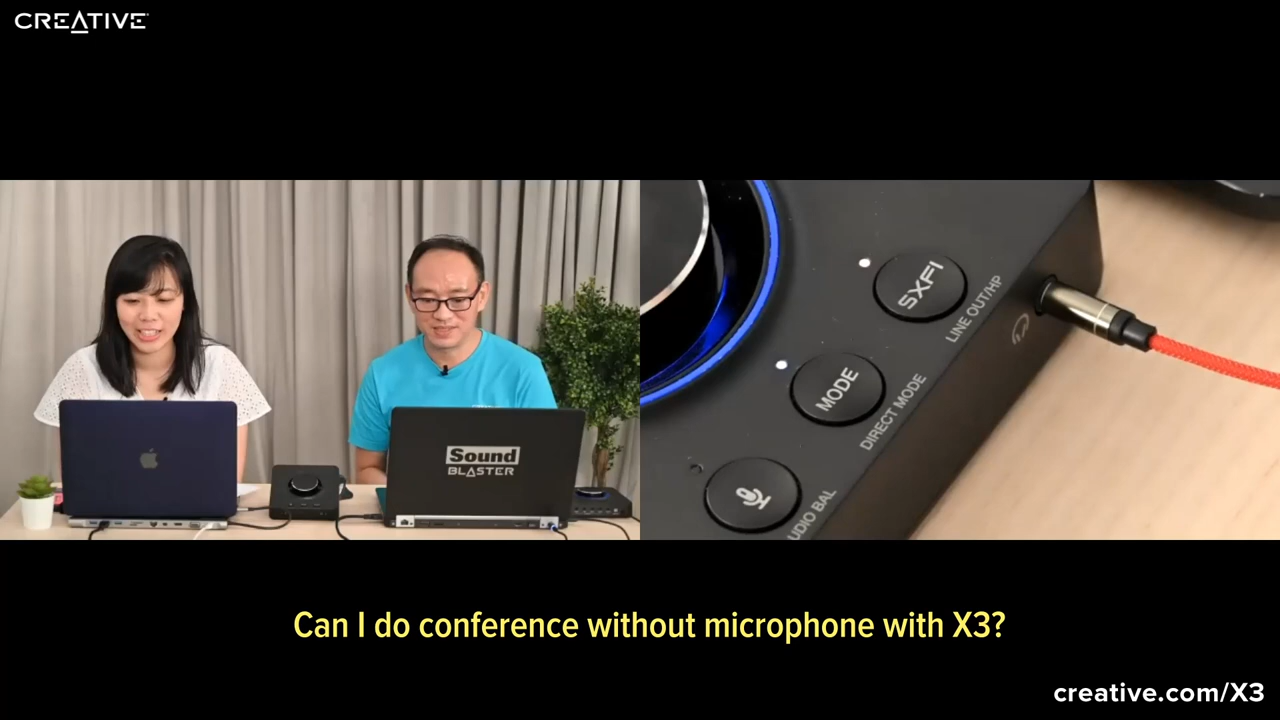 CREATIVE
Sound
BLASTER
SXFI
LINE OUT/HP
MODE
DIRECT MODE
UDIO BAL
Can I do conference without microphone with X3?
creative.com/X3